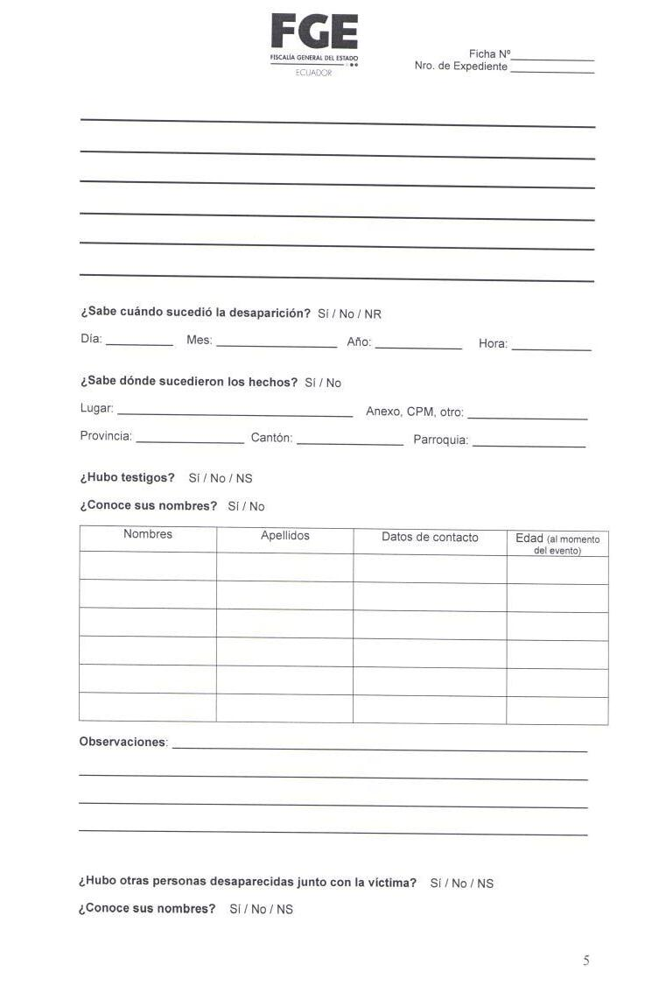 FGE
FISCALÍA GENERAL DEL ESTADO
ECUADOR
Ficha Nº
Nro. de Expediente
¿Sabe cuándo sucedió la desaparición? Sí / No / NR
Día: Mes: Año: Hora:
¿Sabe dónde sucedieron los hechos? Sí / No
Lugar: Anexo, CPM, otro:
Provincia: Cantón: Parroquia:
¿Hubo testigos? Sí / No / NS
¿Conoce sus nombres? Sí / No
Nombres Apellidos Datos de contacto Edad (al momento
del evento)
Observaciones:
¿Hubo otras personas desaparecidas junto con la víctima? Sí / No / NS
¿Conoce sus nombres? Sí / No / NS
5